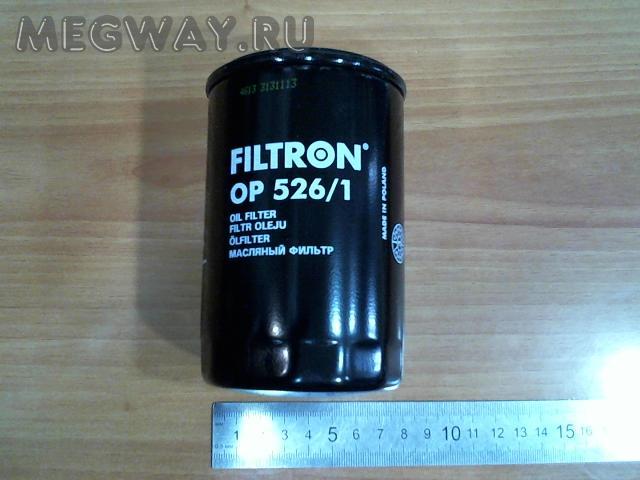 MEGWAY.RU
4613 3131113
FILTRON®
OP 526/1
OIL FILTER
FILTR OLEJU
ÖLFILTER
МАСЛЯНЫЙ ФИЛЬТР
MADE IN POLAND
1 2 3 4 5 6 7 8 9 10 11 12 13 14 15 16